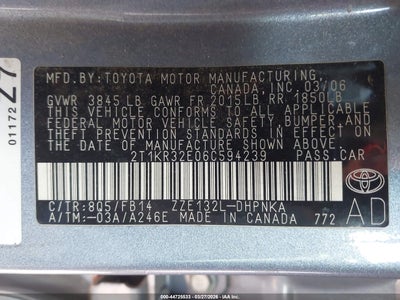 MFD.BY:TOYOTA MOTOR MANUFACTURING,
CANADA, INC. 03/06
GVWR 3845 LB GAWR FR 2015LB RR 1850LB
THIS VEHICLE CONFORMS TO ALL APPLICABLE
FEDERAL MOTOR VEHICLE SAFETY, BUMPER, AND
THEFT PREVENTION STANDARDS IN EFFECT ON
THE DATE OF MANUFACTURE SHOWN ABOVE.
2T1KR32E06C594239 PASS.CAR
C/TR:8Q5/FB14 ZZE132L-DHPNKA
A/TM:-03A/A246E MADE IN CANADA 772
TOYOTA
AD
01172
000-44725533 - 03/27/2026 - IAAI.COM